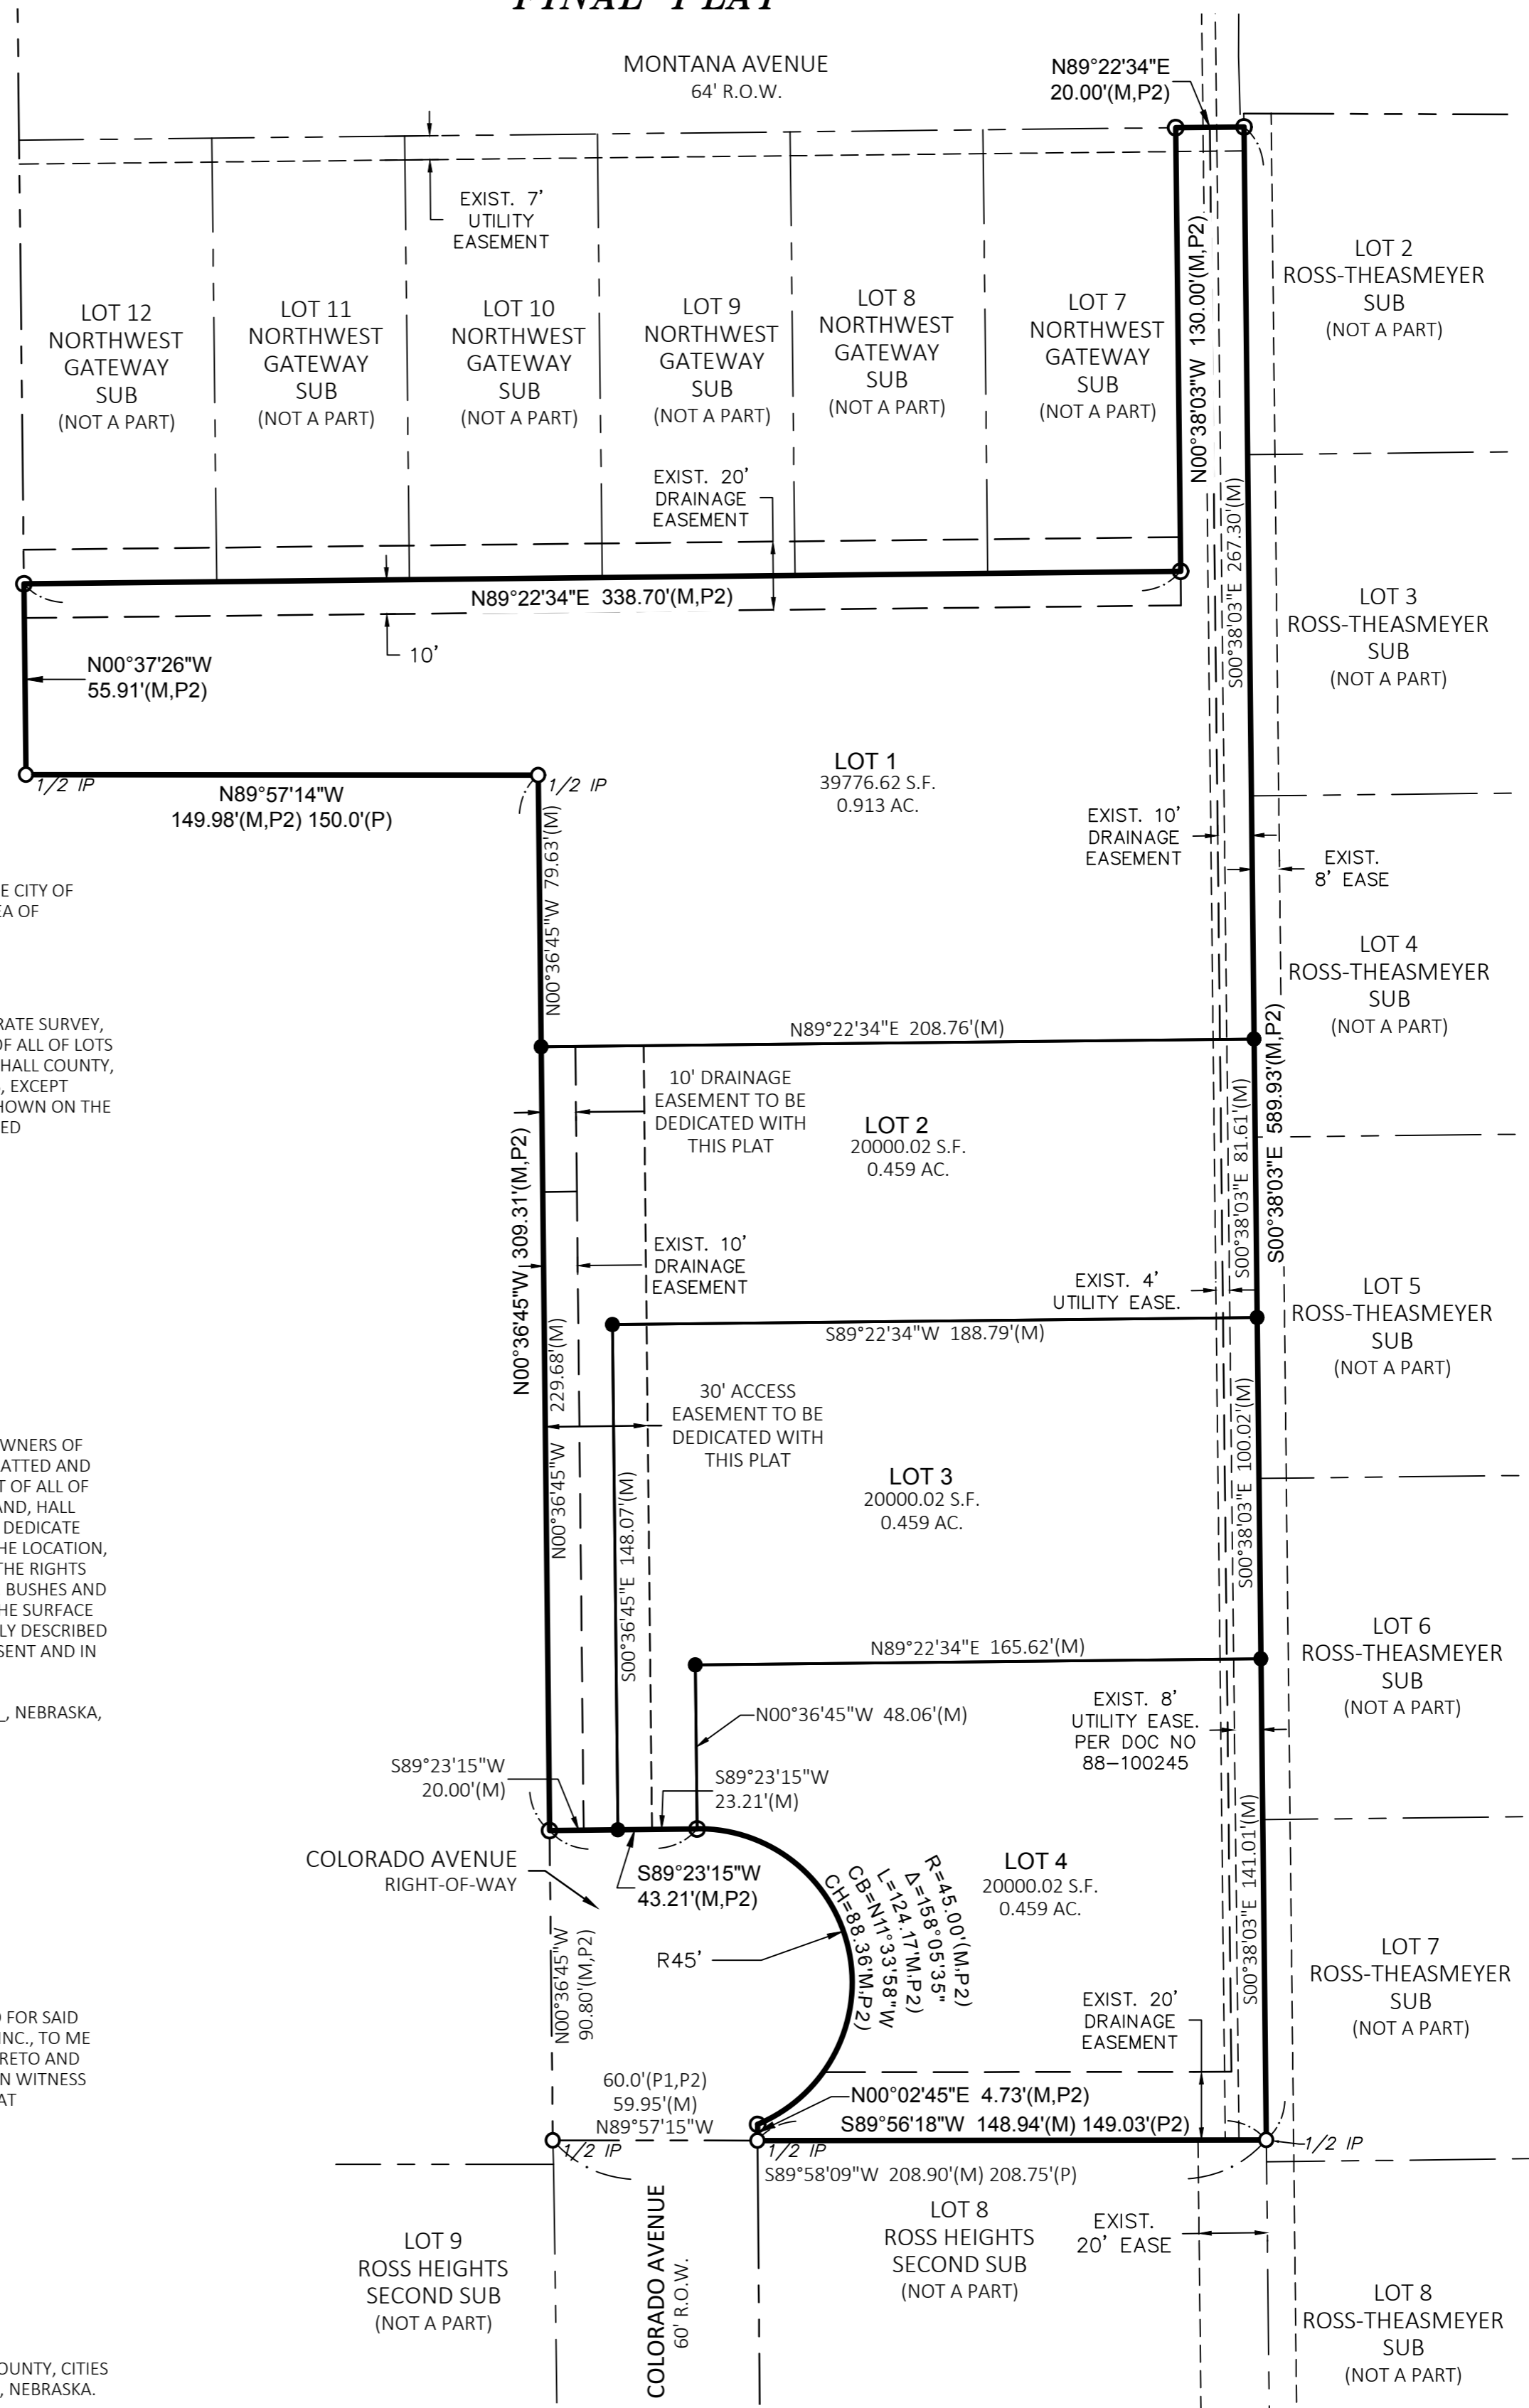 FINAL PLAT
MONTANA AVENUE
64' R.O.W.
N89°22'34"E
20.00'(M,P2)
EXIST. 7'
UTILITY
EASEMENT
LOT 12
NORTHWEST
GATEWAY
SUB
(NOT A PART)
LOT 11
NORTHWEST
GATEWAY
SUB
(NOT A PART)
LOT 10
NORTHWEST
GATEWAY
SUB
(NOT A PART)
LOT 9
NORTHWEST
GATEWAY
SUB
(NOT A PART)
LOT 8
NORTHWEST
GATEWAY
SUB
(NOT A PART)
LOT 7
NORTHWEST
GATEWAY
SUB
(NOT A PART)
N00°38'03"W 130.00'(M,P2)
LOT 2
ROSS-THEASMEYER
SUB
(NOT A PART)
EXIST. 20'
DRAINAGE
EASEMENT
S00°38'03"E 267.30'(M)
N89°22'34"E 338.70'(M,P2)
10'
LOT 3
ROSS-THEASMEYER
SUB
(NOT A PART)
N00°37'26"W
55.91'(M,P2)
1/2 IP
N89°57'14"W
149.98'(M,P2) 150.0'(P)
1/2 IP
LOT 1
39776.62 S.F.
0.913 AC.
N00°36'45"W 79.63'(M)
EXIST. 10'
DRAINAGE
EASEMENT
EXIST.
8' EASE
E CITY OF
EA OF
LOT 4
ROSS-THEASMEYER
SUB
(NOT A PART)
RATE SURVEY,
OF ALL OF LOTS
HALL COUNTY,
, EXCEPT
HOWN ON THE
ED
N89°22'34"E 208.76'(M)
S00°38'03"E 589.93'(M,P2)
10' DRAINAGE
EASEMENT TO BE
DEDICATED WITH
THIS PLAT
LOT 2
20000.02 S.F.
0.459 AC.
S00°38'03"E 81.61'(M)
N00°36'45"W 309.31'(M,P2)
EXIST. 10'
DRAINAGE
EASEMENT
EXIST. 4'
UTILITY EASE.
LOT 5
ROSS-THEASMEYER
SUB
(NOT A PART)
S89°22'34"W 188.79'(M)
N00°36'45"W 229.68'(M)
30' ACCESS
EASEMENT TO BE
DEDICATED WITH
THIS PLAT
S00°38'03"E 100.02'(M)
WNERS OF
ATTED AND
T OF ALL OF
AND, HALL
DEDICATE
HE LOCATION,
THE RIGHTS
BUSHES AND
HE SURFACE
LY DESCRIBED
SENT AND IN
_, NEBRASKA,
LOT 3
20000.02 S.F.
0.459 AC.
S00°36'45"E 148.07'(M)
N89°22'34"E 165.62'(M)
LOT 6
ROSS-THEASMEYER
SUB
(NOT A PART)
N00°36'45"W 48.06'(M)
EXIST. 8'
UTILITY EASE.
PER DOC NO
88-100245
S89°23'15"W
20.00'(M)
S89°23'15"W
23.21'(M)
COLORADO AVENUE
RIGHT-OF-WAY
S89°23'15"W
43.21'(M,P2)
LOT 4
20000.02 S.F.
0.459 AC.
S00°38'03"E 141.01'(M)
R=45.00'(M,P2)
Δ=158°05'35"
L=124.17'M,P2)
CB=N11°33'58"W
CH=88.36'M,P2)
R45'
N00°36'45"W
90.80'(M,P2)
LOT 7
ROSS-THEASMEYER
SUB
(NOT A PART)
EXIST. 20'
DRAINAGE
EASEMENT
D FOR SAID
INC., TO ME
RETO AND
N WITNESS
AT
60.0'(P1,P2)
59.95'(M)
N89°57'15"W
N00°02'45"E 4.73'(M,P2)
S89°56'18"W 148.94'(M) 149.03'(P2)
1/2 IP
1/2 IP
1/2 IP
S89°58'09"W 208.90'(M) 208.75'(P)
LOT 9
ROSS HEIGHTS
SECOND SUB
(NOT A PART)
COLORADO AVENUE
60' R.O.W.
LOT 8
ROSS HEIGHTS
SECOND SUB
(NOT A PART)
EXIST.
20' EASE
LOT 8
ROSS-THEASMEYER
SUB
(NOT A PART)
OUNTY, CITIES
, NEBRASKA.